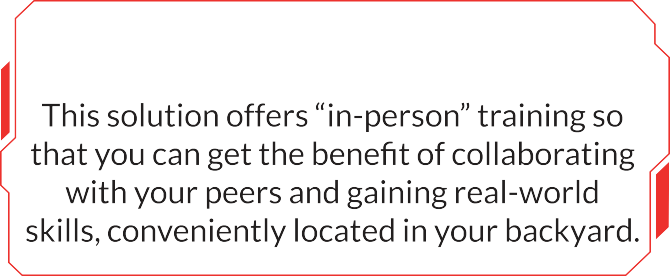 This solution offers “in-person” training so
that you can get the benefit of collaborating
with your peers and gaining real-world
skills, conveniently located in your backyard.